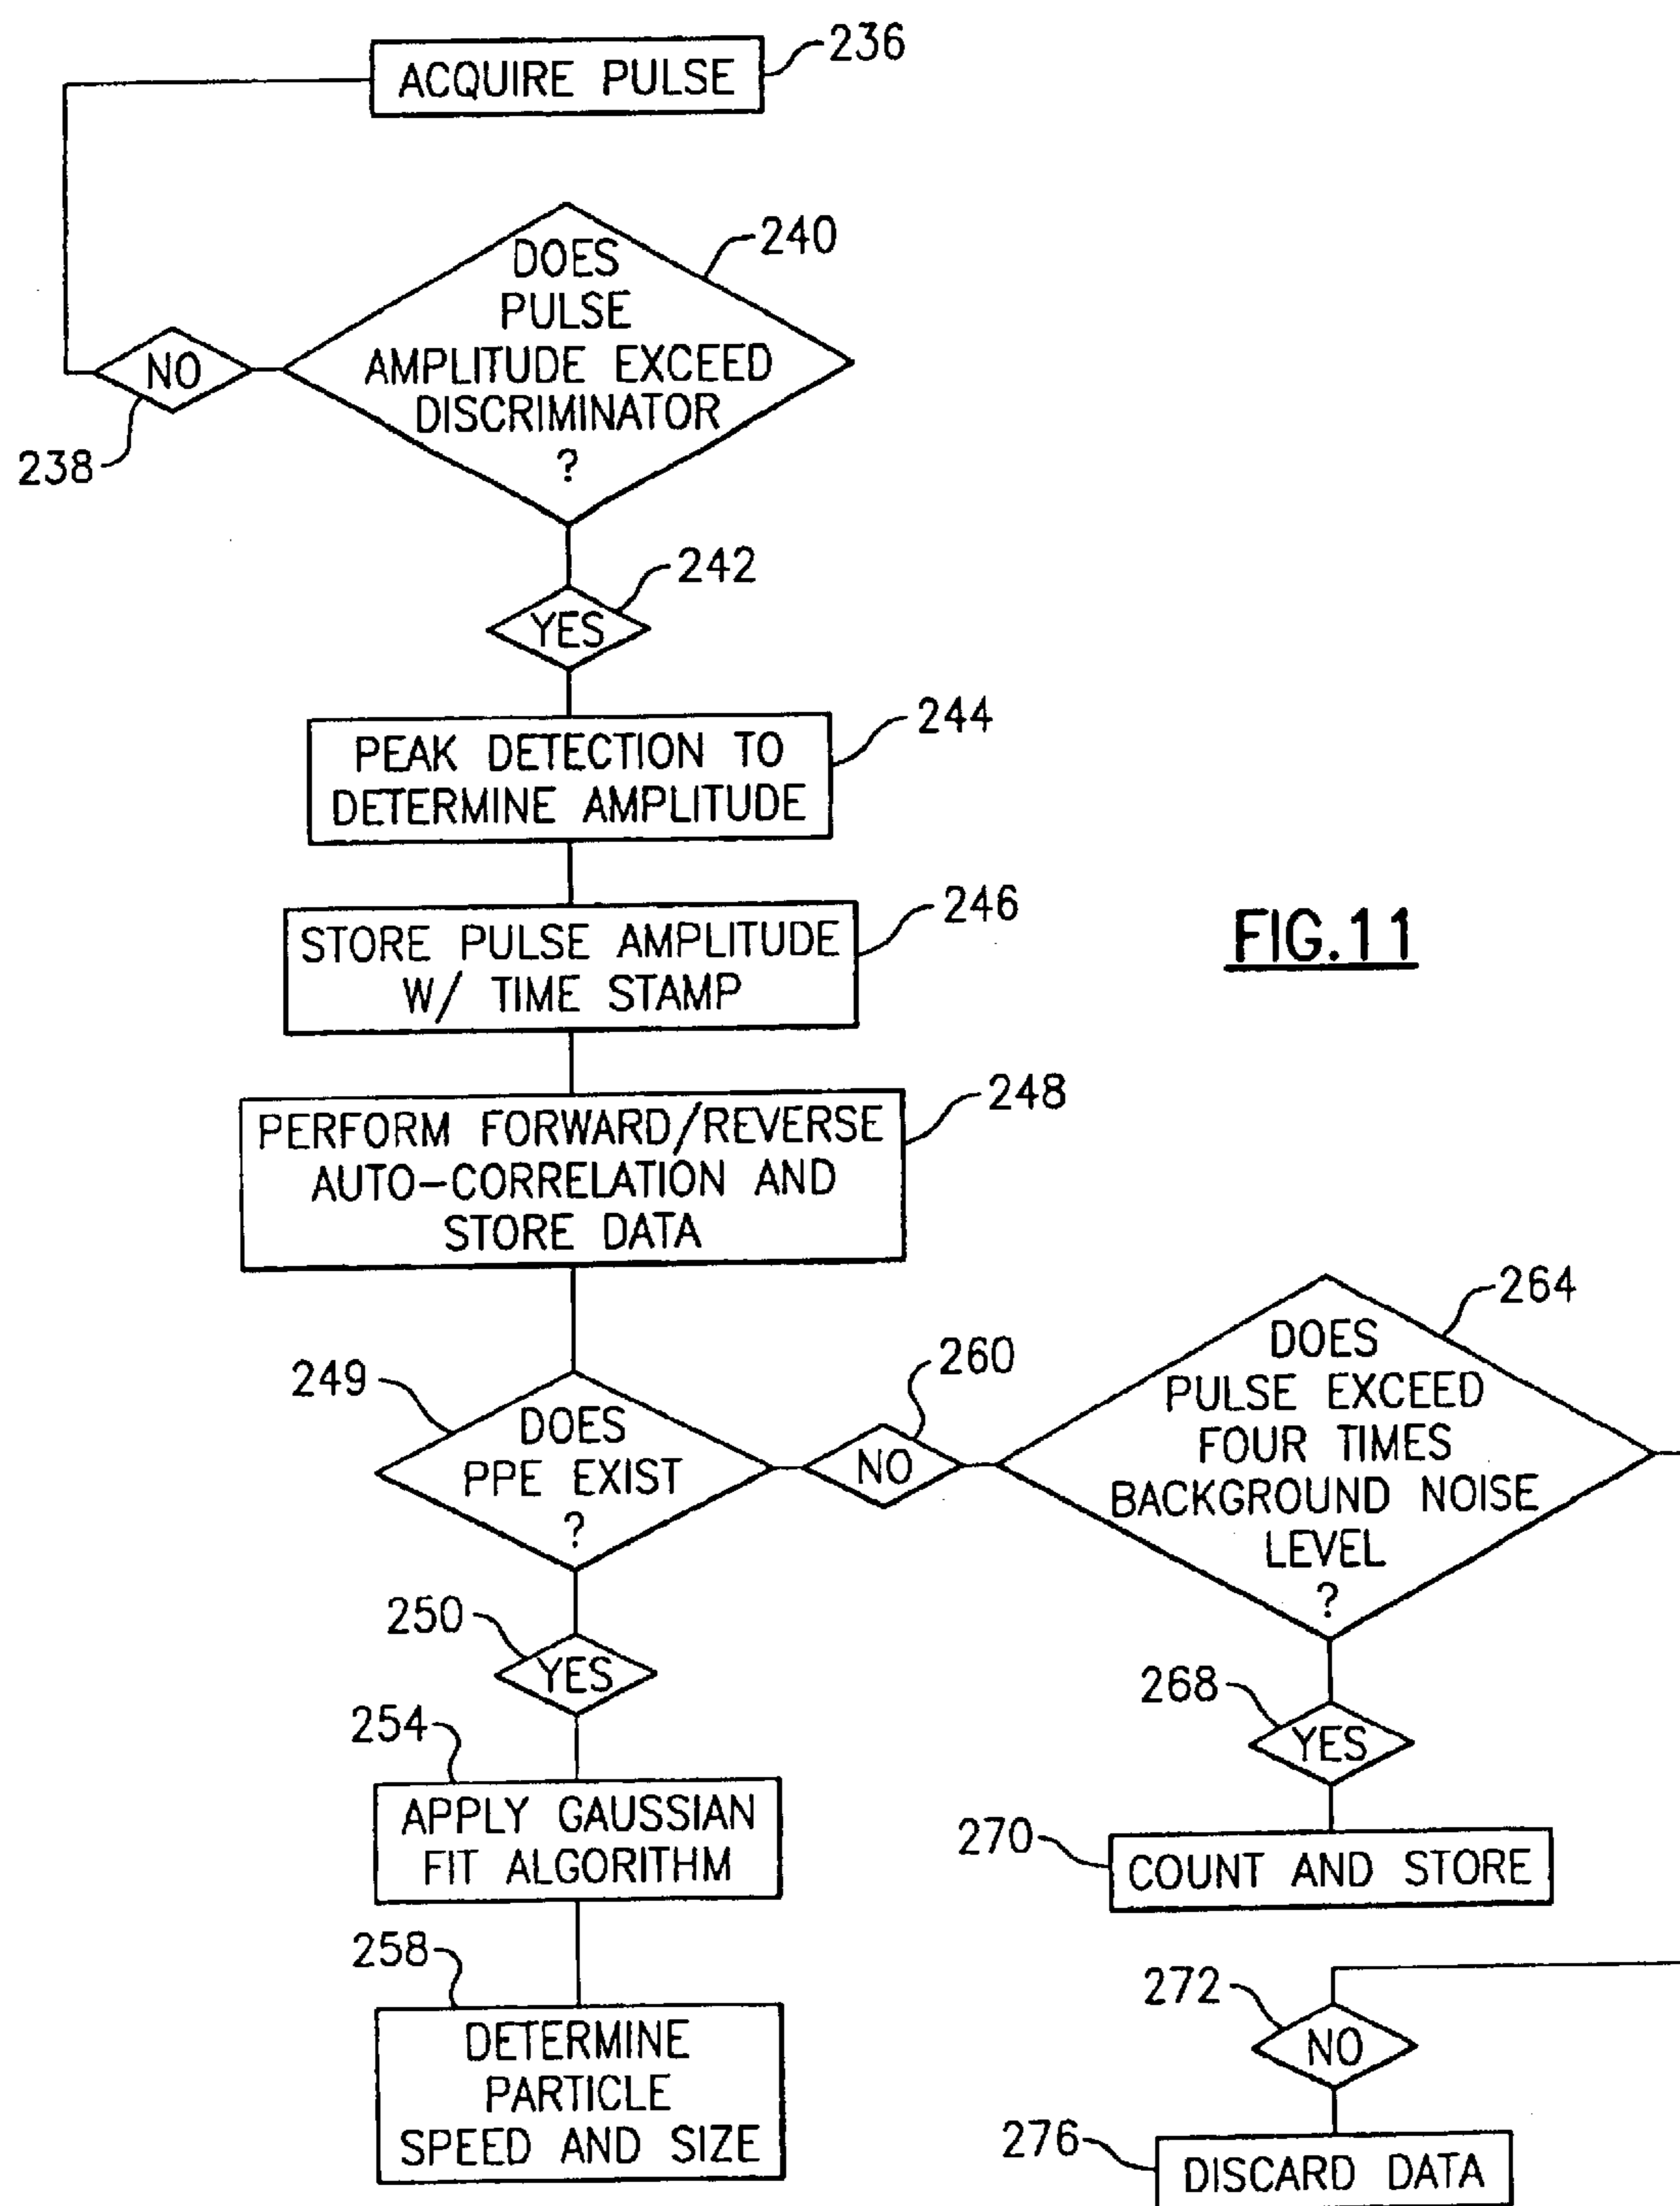 ACQUIRE PULSE
236
DOES
PULSE
AMPLITUDE EXCEED
DISCRIMINATOR
?
240
NO
238
242
YES
244
PEAK DETECTION TO
DETERMINE AMPLITUDE
246
STORE PULSE AMPLITUDE
W/ TIME STAMP
FIG.11
248
PERFORM FORWARD/REVERSE
AUTO-CORRELATION AND
STORE DATA
249
DOES
PPE EXIST
?
260
NO
264
DOES
PULSE EXCEED
FOUR TIMES
BACKGROUND NOISE
LEVEL
?
250
YES
268
YES
254
APPLY GAUSSIAN
FIT ALGORITHM
270
COUNT AND STORE
258
DETERMINE
PARTICLE
SPEED AND SIZE
272
NO
276
DISCARD DATA